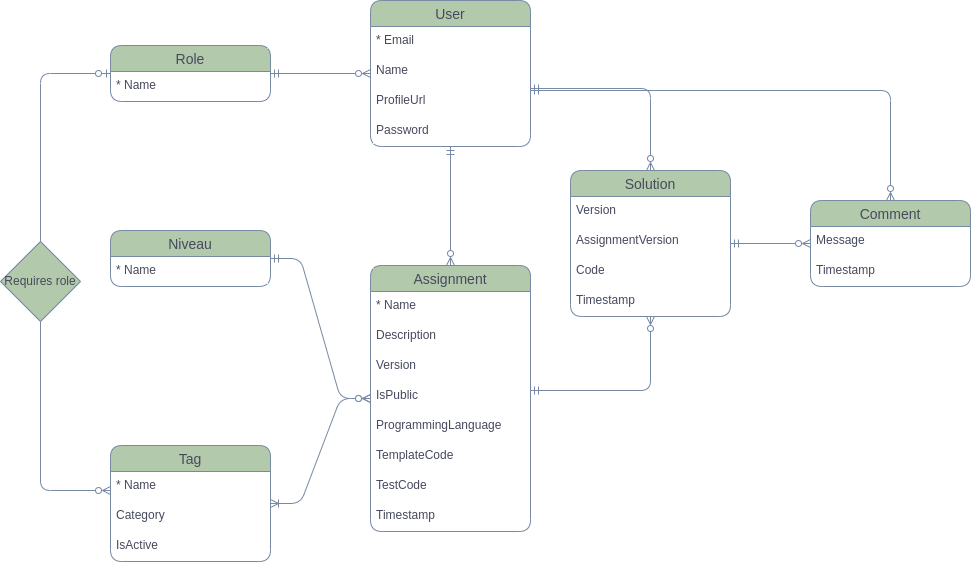 User
* Email
Name
ProfileUrl
Password
Role
* Name
Solution
Version
AssignmentVersion
Code
Timestamp
Comment
Message
Timestamp
Niveau
* Name
Requires role
Assignment
* Name
Description
Version
IsPublic
ProgrammingLanguage
TemplateCode
TestCode
Timestamp
Tag
* Name
Category
IsActive